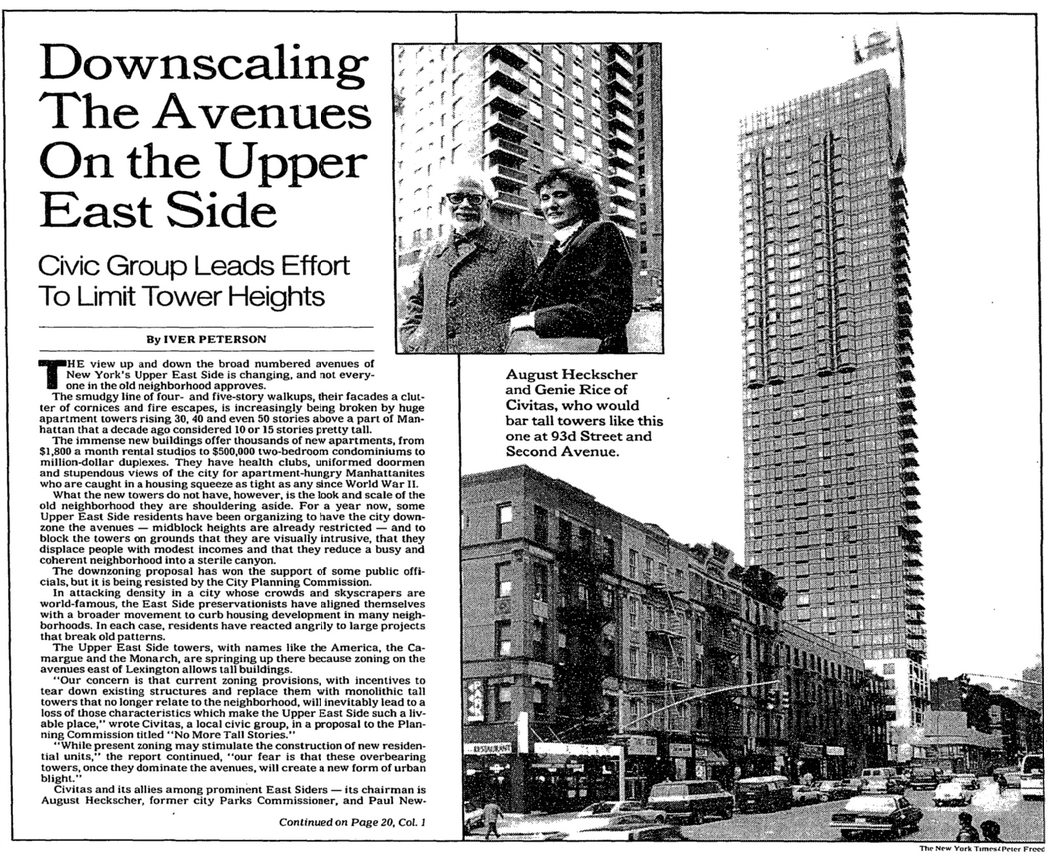 Downscaling
The Avenues
On the Upper
East Side
Civic Group Leads Effort
To Limit Tower Heights
By IVER PETERSON
THE view up and down the broad numbered avenues of
New York's Upper East Side is changing, and not every-
one in the old neighborhood approves.
The smudgy line of four- and five-story walkups, their facades a clut-
ter of cornices and fire escapes, is increasingly being broken by huge
apartment towers rising 30, 40 and even 50 stories above a part of Man-
hattan that a decade ago considered 10 or 15 stories pretty tall.
The immense new buildings offer thousands of new apartments, from
$1,800 a month rental studios to $500,000 two-bedroom condominiums to
million-dollar duplexes. They have health clubs, uniformed doormen
and stupendous views of the city for apartment-hungry Manhattanites
who are caught in a housing squeeze as tight as any since World War II.
What the new towers do not have, however, is the look and scale of the
old neighborhood they are shouldering aside. For a year now, some
Upper East Side residents have been organizing to have the city down-
zone the avenues — midblock heights are already restricted — and to
block the towers on grounds that they are visually intrusive, that they
displace people with modest incomes and that they reduce a busy and
coherent neighborhood into a sterile canyon.
The downzoning proposal has won the support of some public offi-
cials, but it is being resisted by the City Planning Commission.
In attacking density in a city whose crowds and skyscrapers are
world-famous, the East Side preservationists have aligned themselves
with a broader movement to curb housing development in many neigh-
borhoods. In each case, residents have reacted angrily to large projects
that break old patterns.
The Upper East Side towers, with names like the America, the Ca-
margue and the Monarch, are springing up there because zoning on the
avenues east of Lexington allows tall buildings.
"Our concern is that current zoning provisions, with incentives to
tear down existing structures and replace them with monolithic tall
towers that no longer relate to the neighborhood, will inevitably lead to a
loss of those characteristics which make the Upper East Side such a liv-
able place," wrote Civitas, a local civic group, in a proposal to the Plan-
ning Commission titled "No More Tall Stories."
"While present zoning may stimulate the construction of new residen-
tial units," the report continued, "our fear is that these overbearing
towers, once they dominate the avenues, will create a new form of urban
blight."
Civitas and its allies among prominent East Siders — its chairman is
August Heckscher, former city Parks Commissioner, and Paul New-
Continued on Page 20, Col. 1
August Heckscher
and Genie Rice of
Civitas, who would
bar tall towers like this
one at 93d Street and
Second Avenue.
RESTAURANT
The New York Times/Peter Freed